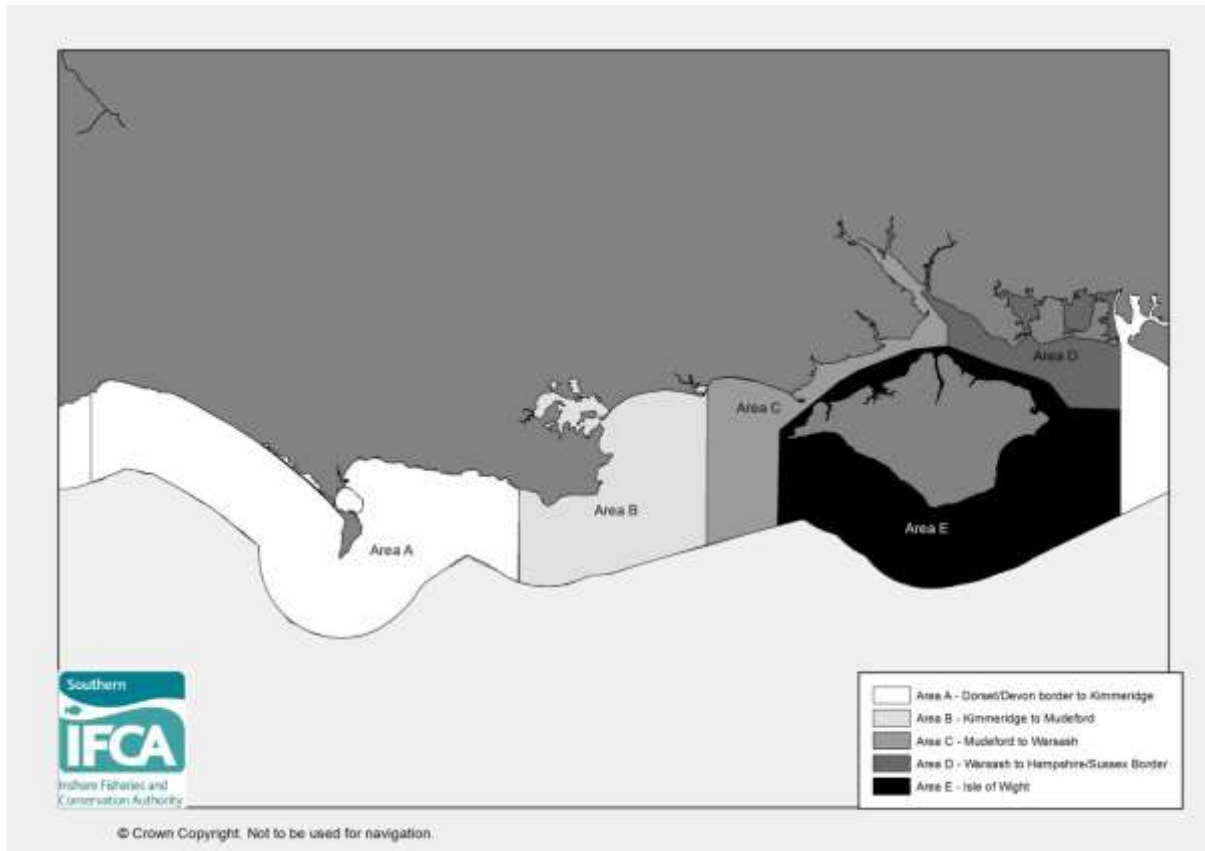 Area D
Area C
Area B
Area E
Area A
Southern
IFCA
Inshore Fisheries and
Conservation Authority
Area A - Dorset/Devon border to Kimmeridge
Area B - Kimmeridge to Mudeford
Area C - Mudeford to Warsash
Area D - Warsash to Hampshire/Sussex Border
Area E - Isle of Wight
© Crown Copyright. Not to be used for navigation.